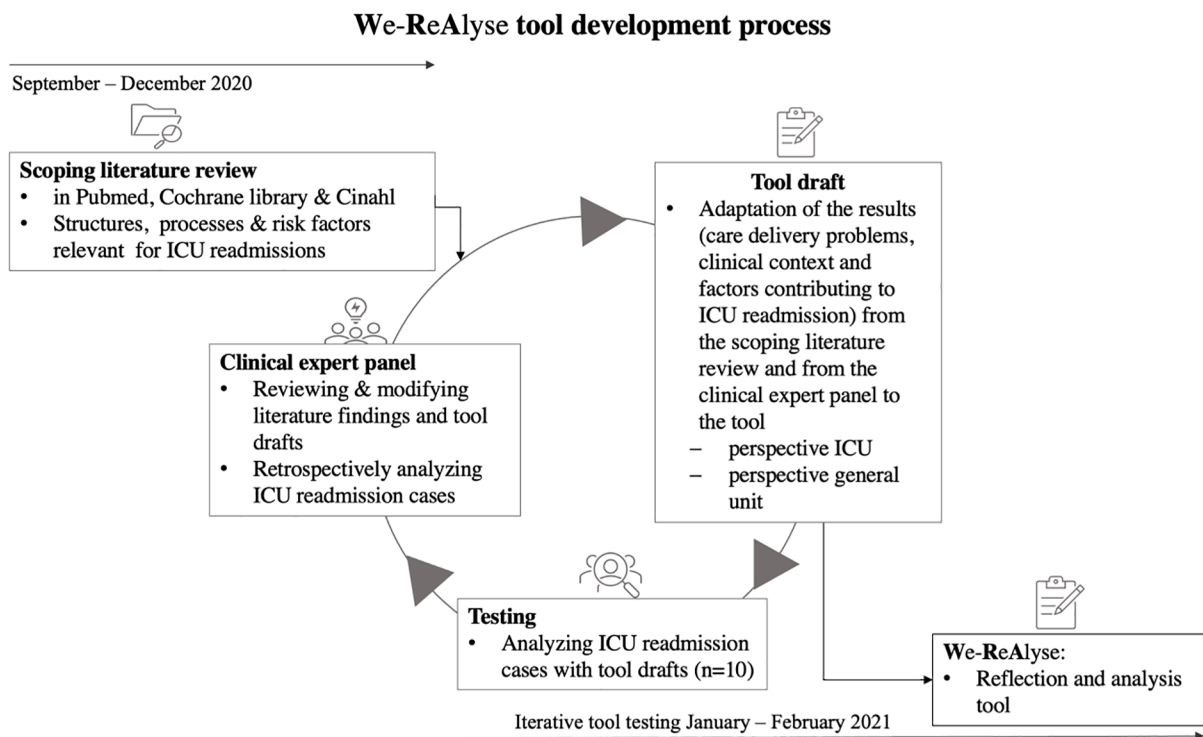 We-ReAlyse tool development process
September – December 2020
Scoping literature review
• in Pubmed, Cochrane library & Cinahl
• Structures, processes & risk factors
relevant for ICU readmissions
Clinical expert panel
• Reviewing & modifying
literature findings and tool
drafts
• Retrospectively analyzing
ICU readmission cases
Tool draft
• Adaptation of the results
(care delivery problems,
clinical context and
factors contributing to
ICU readmission) from
the scoping literature
review and from the
clinical expert panel to
the tool
– perspective ICU
– perspective general
unit
Testing
• Analyzing ICU readmission
cases with tool drafts (n=10)
We-ReAlyse:
• Reflection and analysis
tool
Iterative tool testing January – February 2021